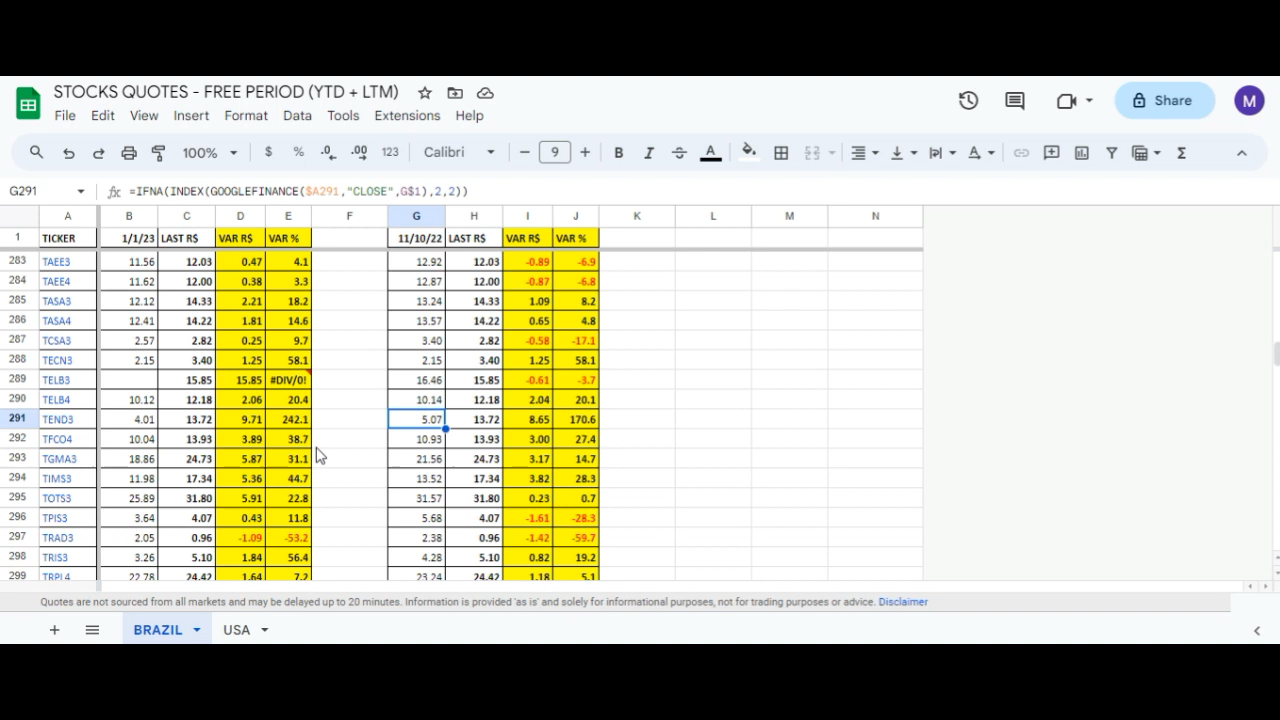 STOCKS QUOTES - FREE PERIOD (YTD + LTM)
File Edit View Insert Format Data Tools Extensions Help
Share M
100% $ % .0 .00 123 Calibri 9 B I A
G291 fx =IFNA(INDEX(GOOGLEFINANCE($A291,"CLOSE",G$1),2,2))
A B C D E F G H I J K L M N
1 TICKER 1/1/23 LAST R$ VAR R$ VAR % 11/10/22 LAST R$ VAR R$ VAR %
283 TAEE3 11.56 12.03 0.47 4.1 12.92 12.03 -0.89 -6.9
284 TAEE4 11.62 12.00 0.38 3.3 12.87 12.00 -0.87 -6.8
285 TASA3 12.12 14.33 2.21 18.2 13.24 14.33 1.09 8.2
286 TASA4 12.41 14.22 1.81 14.6 13.57 14.22 0.65 4.8
287 TCSA3 2.57 2.82 0.25 9.7 3.40 2.82 -0.58 -17.1
288 TECN3 2.15 3.40 1.25 58.1 2.15 3.40 1.25 58.1
289 TELB3 15.85 15.85 #DIV/0! 16.46 15.85 -0.61 -3.7
290 TELB4 10.12 12.18 2.06 20.4 10.14 12.18 2.04 20.1
291 TEND3 4.01 13.72 9.71 242.1 5.07 13.72 8.65 170.6
292 TFCO4 10.04 13.93 3.89 38.7 10.93 13.93 3.00 27.4
293 TGMA3 18.86 24.73 5.87 31.1 21.56 24.73 3.17 14.7
294 TIMS3 11.98 17.34 5.36 44.7 13.52 17.34 3.82 28.3
295 TOTS3 25.89 31.80 5.91 22.8 31.57 31.80 0.23 0.7
296 TPIS3 3.64 4.07 0.43 11.8 5.68 4.07 -1.61 -28.3
297 TRAD3 2.05 0.96 -1.09 -53.2 2.38 0.96 -1.42 -59.7
298 TRIS3 3.26 5.10 1.84 56.4 4.28 5.10 0.82 19.2
299 TRPL4 22.78 24.42 1.64 7.2 23.24 24.42 1.18 5.1
Quotes are not sourced from all markets and may be delayed up to 20 minutes. Information is provided 'as is' and solely for informational purposes, not for trading purposes or advice. Disclaimer
BRAZIL USA